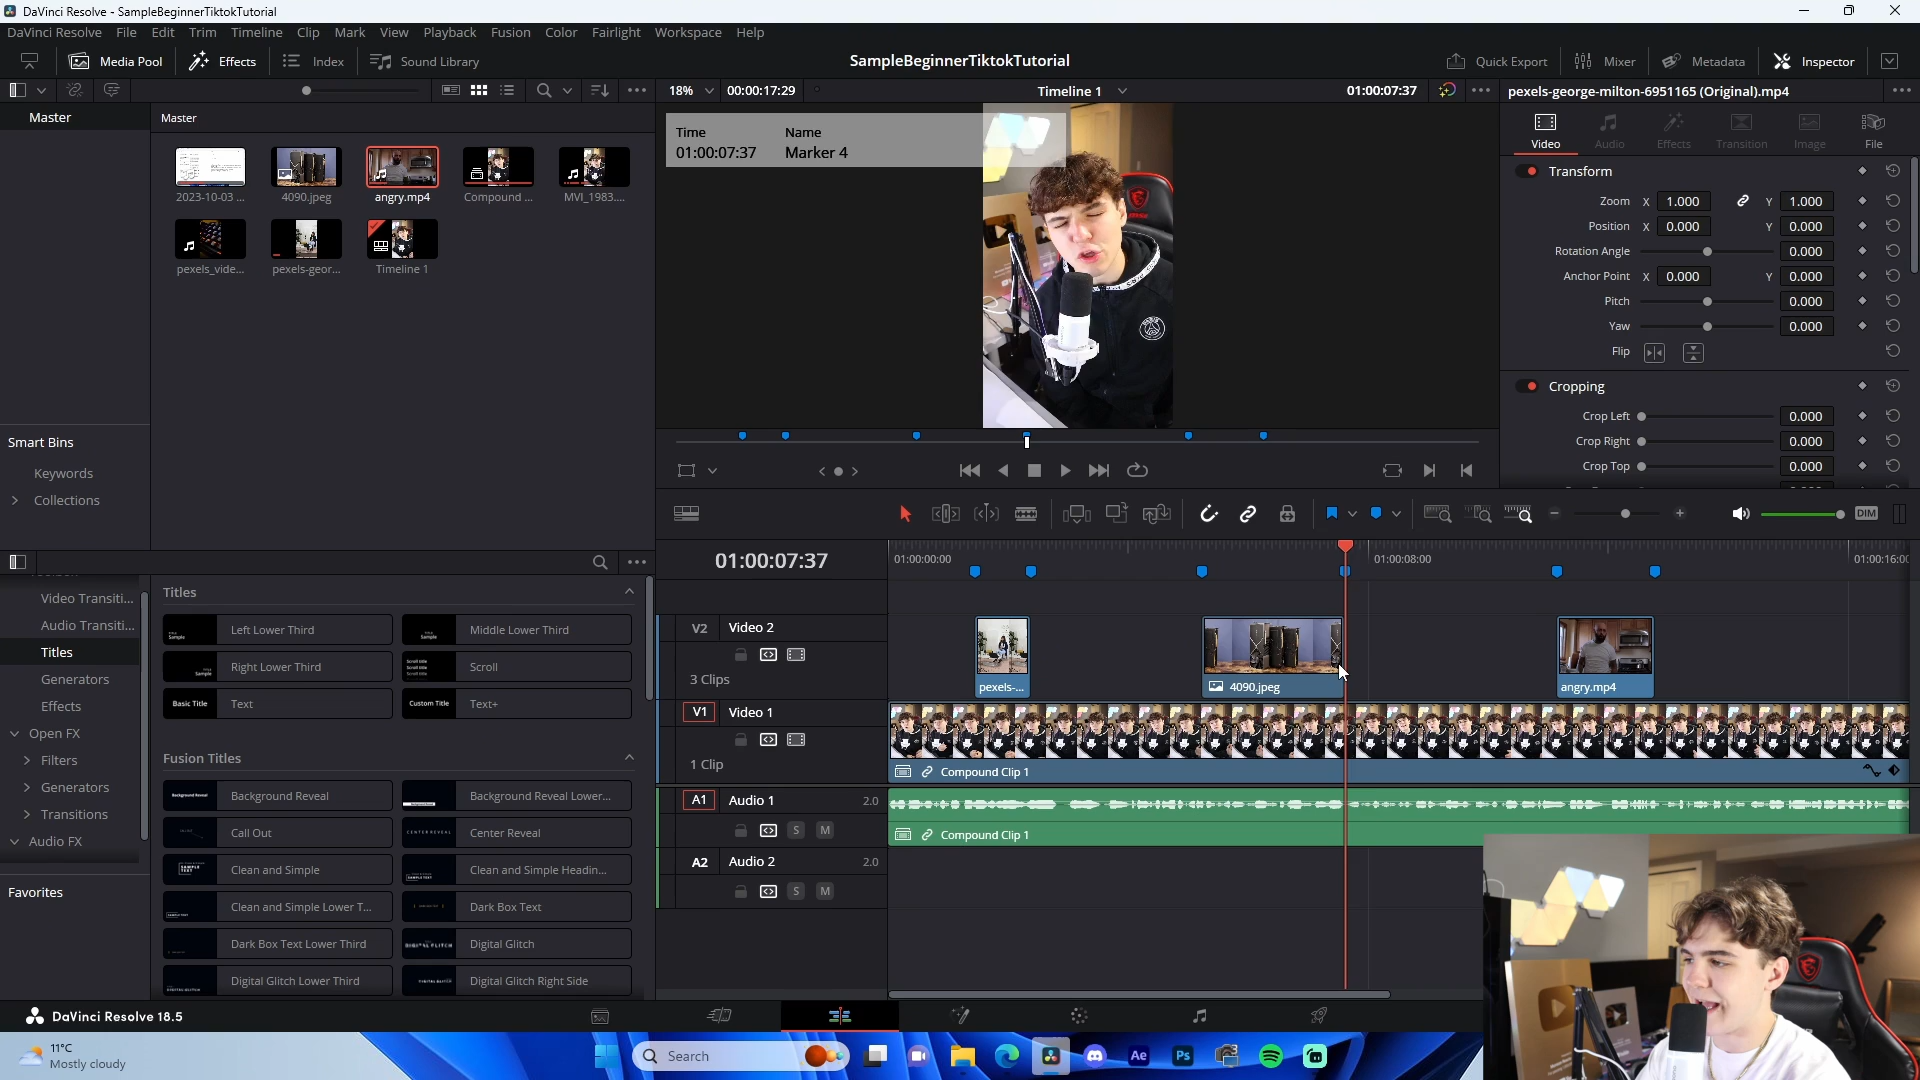 DaVinci Resolve - SampleBeginnerTiktokTutorial
DaVinci Resolve File Edit Trim Timeline Clip Mark View Playback Fusion Color Fairlight Workspace Help
Media Pool Effects Index Sound Library
SampleBeginnerTiktokTutorial
Quick Export Mixer Metadata Inspector
18% 00:00:17:29 Timeline 1 01:00:07:37
pexels-george-milton-6951165 (Original).mp4
Master
Master
2023-10-03 ... 4090.jpeg angry.mp4 Compound ... MVI_1983....
pexels_vide... pexels-geor... Timeline 1
Smart Bins
Keywords
Collections
Time Name
01:00:07:37 Marker 4
Video Audio Effects Transition Image File
Transform
Zoom X 1.000 Y 1.000
Position X 0.000 Y 0.000
Rotation Angle 0.000
Anchor Point X 0.000 Y 0.000
Pitch 0.000
Yaw 0.000
Flip
Cropping
Crop Left 0.000
Crop Right 0.000
Crop Top 0.000
DIM
Video Transiti...
Audio Transiti...
Titles
Generators
Effects
Open FX
Filters
Generators
Transitions
Audio FX
Favorites
Titles
Left Lower Third Middle Lower Third
Right Lower Third Scroll
Basic Title Text Custom Title Text+
Fusion Titles
Background Reveal Background Reveal Lower...
Call Out CENTER REVEAL Center Reveal
Clean and Simple Clean and Simple Headin...
Clean and Simple Lower T... Dark Box Text
Dark Box Text Lower Third Digital Glitch
Digital Glitch Lower Third Digital Glitch Right Side
01:00:07:37
01:00:00:00 01:00:08:00 01:00:16:00
V2 Video 2
3 Clips
pexels-... 4090.jpeg angry.mp4
V1 Video 1
1 Clip
Compound Clip 1
A1 Audio 1 2.0
S M
Compound Clip 1
A2 Audio 2 2.0
S M
DaVinci Resolve 18.5
11°C
Mostly cloudy
Search
Ae Ps